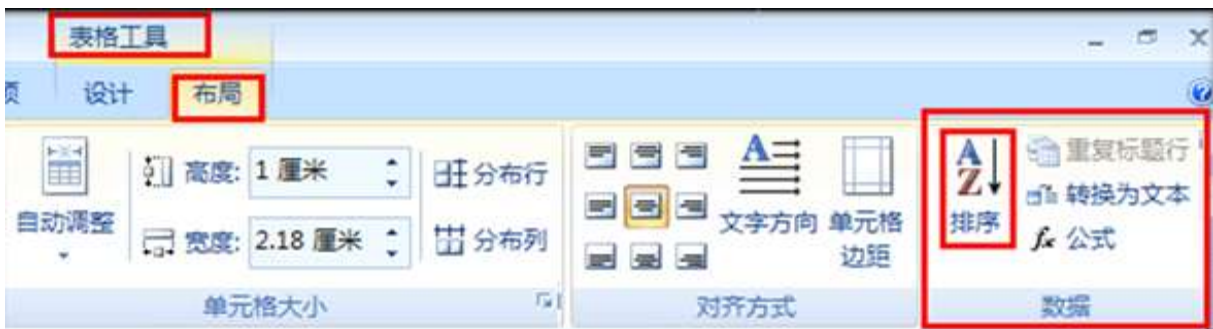 表格工具
设计 布局
自动调整
高度: 1 厘米
宽度: 2.18 厘米
分布行
分布列
单元格大小
文字方向
单元格
边距
对齐方式
排序
重复标题行
转换为文本
fx 公式
数据